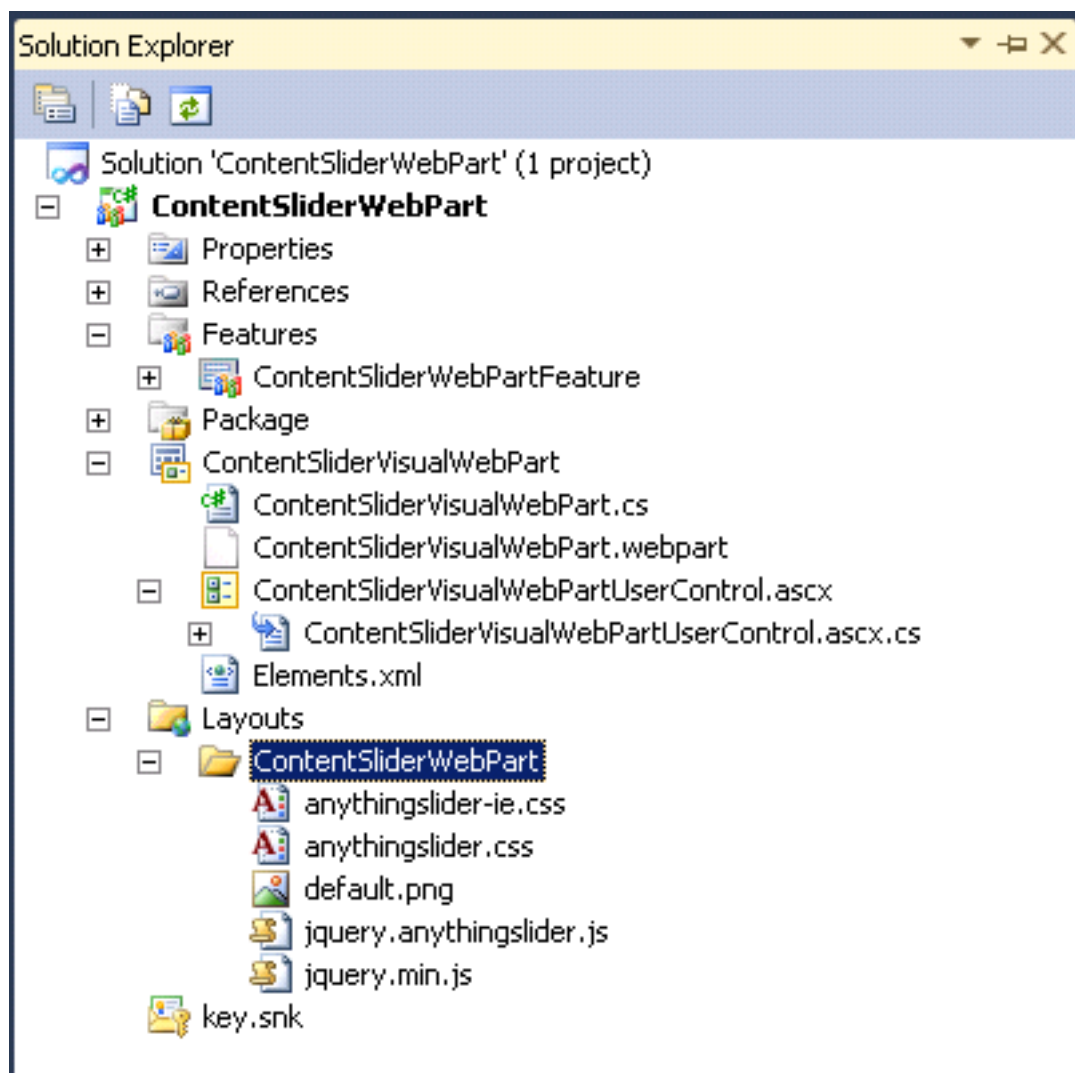 Solution Explorer
Solution 'ContentSliderWebPart' (1 project)
ContentSliderWebPart
Properties
References
Features
ContentSliderWebPartFeature
Package
ContentSliderVisualWebPart
ContentSliderVisualWebPart.cs
ContentSliderVisualWebPart.webpart
ContentSliderVisualWebPartUserControl.ascx
ContentSliderVisualWebPartUserControl.ascx.cs
Elements.xml
Layouts
ContentSliderWebPart
anythingslider-ie.css
anythingslider.css
default.png
jquery.anythingslider.js
jquery.min.js
key.snk